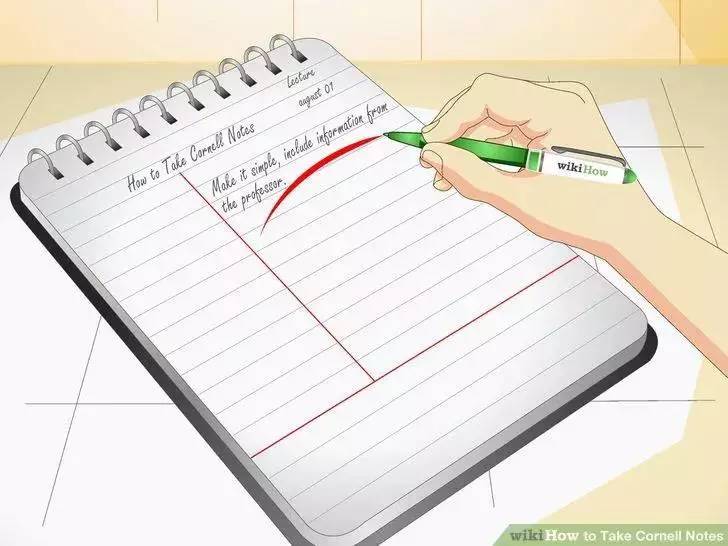 Lecture
august 01
How to Take Cornell Notes
Make it simple, include information from
the professor.
wikiHow
wikiHow to Take Cornell Notes